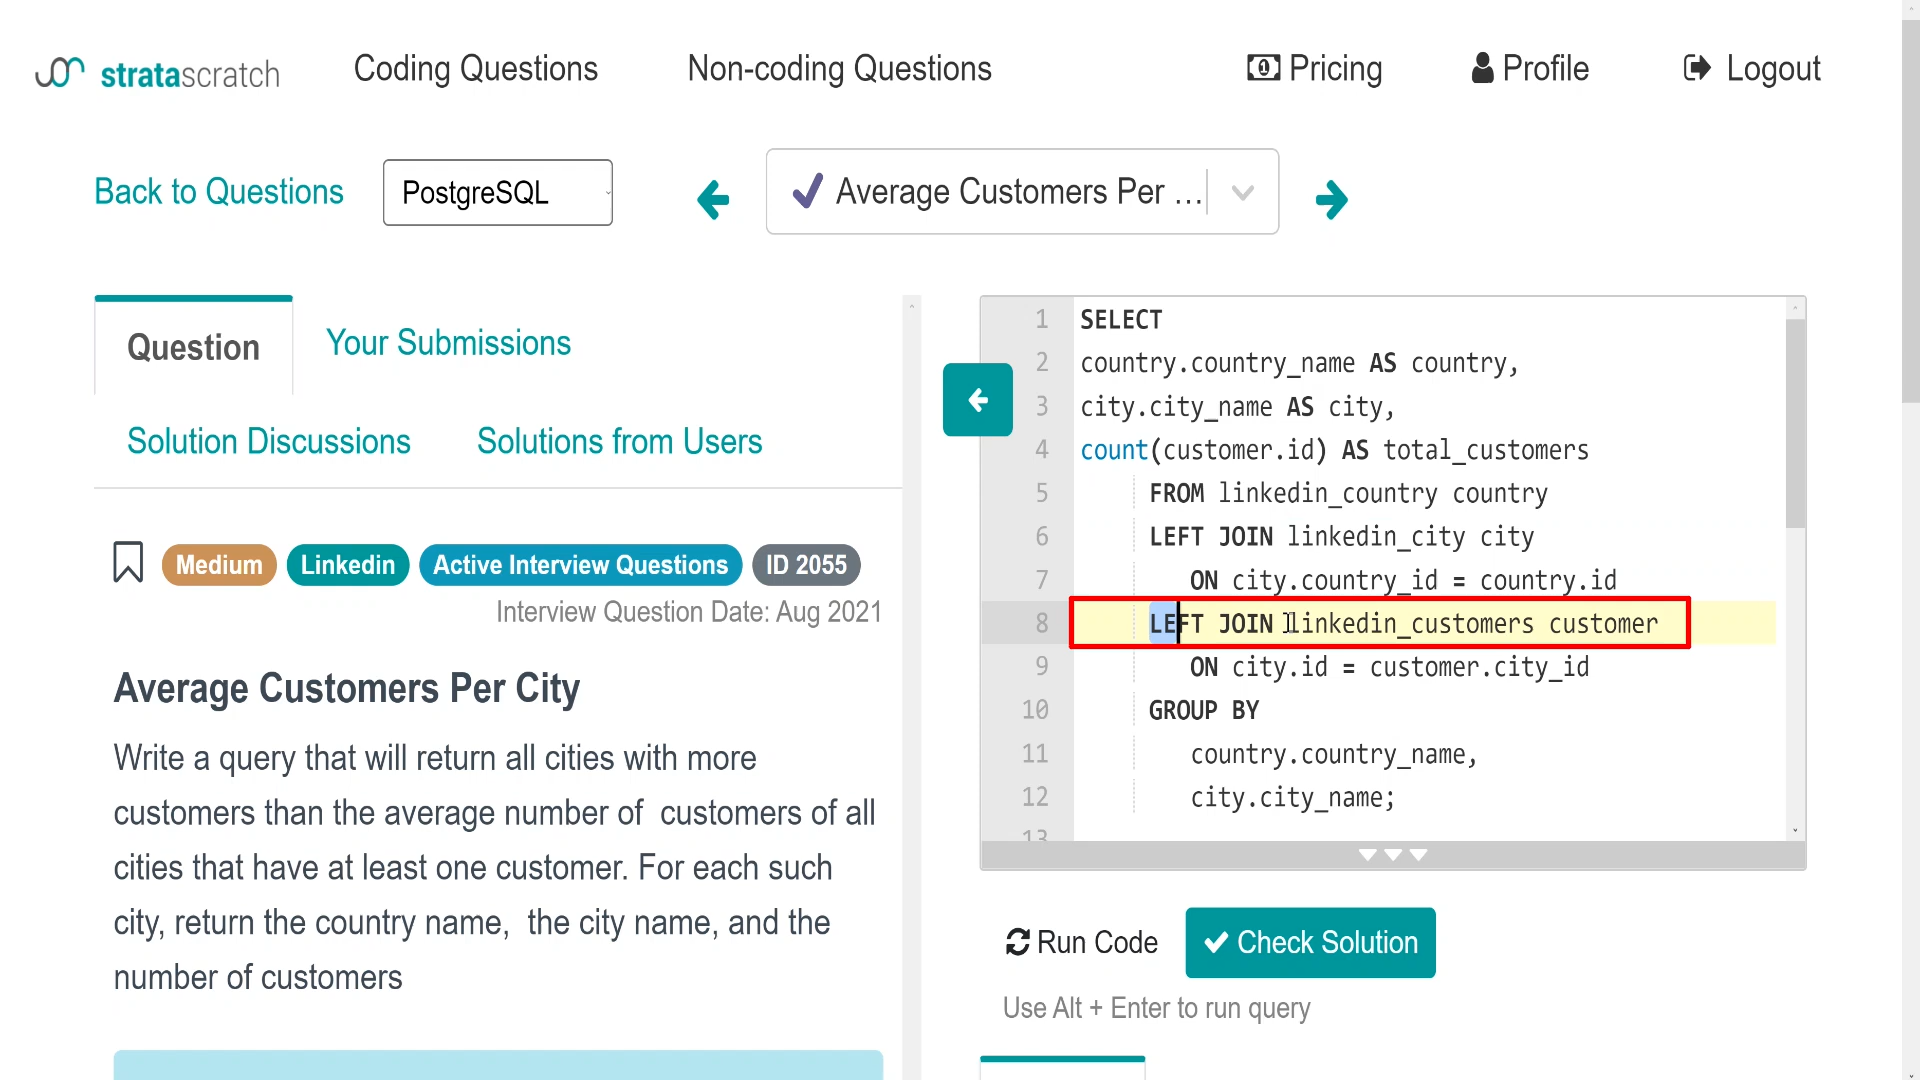 stratascratch
Coding Questions
Non-coding Questions
Pricing
Profile
Logout
Back to Questions
PostgreSQL
Average Customers Per ...
Question
Your Submissions
Solution Discussions
Solutions from Users
Medium
Linkedin
Active Interview Questions
ID 2055
Interview Question Date: Aug 2021
Average Customers Per City
Write a query that will return all cities with more
customers than the average number of  customers of all
cities that have at least one customer. For each such
city, return the country name,  the city name, and the
number of customers
1 SELECT
2 country.country_name AS country,
3 city.city_name AS city,
4 count(customer.id) AS total_customers
5 FROM linkedin_country country
6 LEFT JOIN linkedin_city city
7 ON city.country_id = country.id
8 LEFT JOIN linkedin_customers customer
9 ON city.id = customer.city_id
10 GROUP BY
11 country.country_name,
12 city.city_name;
13
Run Code
Check Solution
Use Alt + Enter to run query